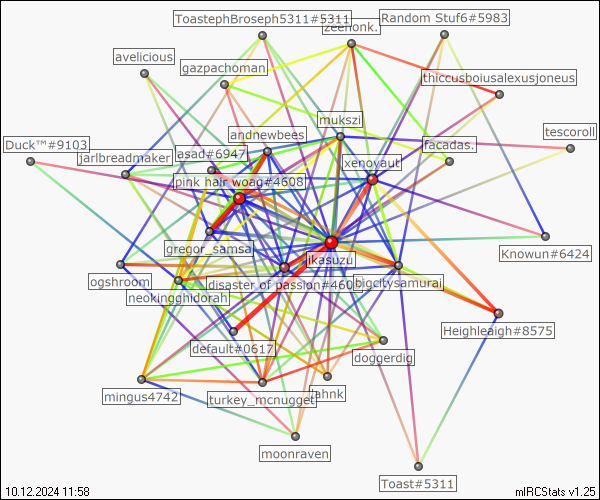 ToastephBroseph5311#5311
Random Stuf6#5983
zeehonk.
avelicious
gazpachoman
thiccusboiusalexusjoneus
mukszi
tescoroll
andnewbees
Duck™#9103
jarlbreadmaker
asad#6947
facadas.
xenoyaut
pink hair woag#4608
gregor_samsa
jikasuzu
Knowun#6424
ogshroom
disaster of passion#460
bigcitysamurai
neokingghidorah
Heighleaigh#8575
default#0617
doggerdig
mingus4742
turkey_mcnugget
ahnk
moonraven
Toast#5311
10.12.2024 11:58
mIRCStats v1.25